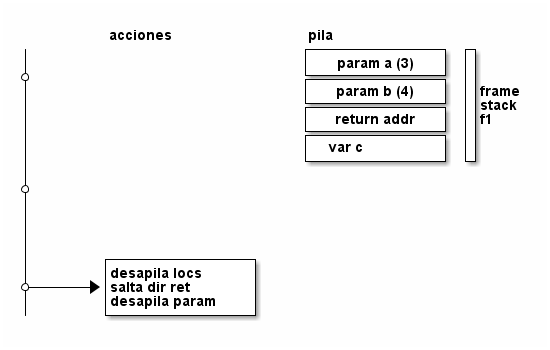 acciones
pila
param a (3)
param b (4)
return addr
var c
frame
stack
f1
desapila locs
salta dir ret
desapila param